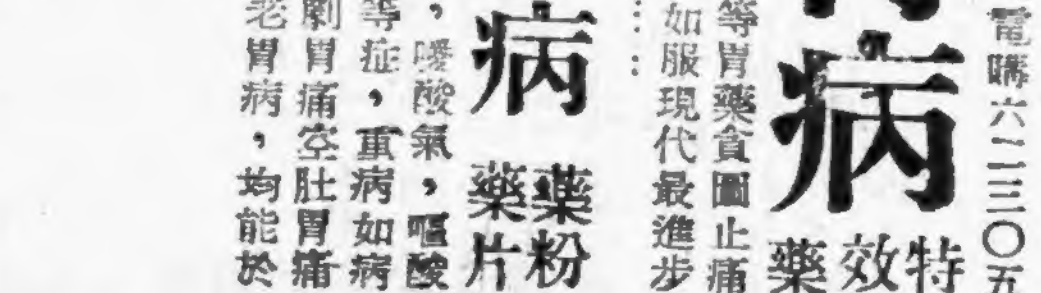 電購六二三〇五
病
特效藥
等胃藥貪圖止痛
如服現代最進步
病
藥粉
藥片
，噯酸氣，嘔酸
等症，重病如病
劇胃痛空肚胃痛
老胃病，均能於